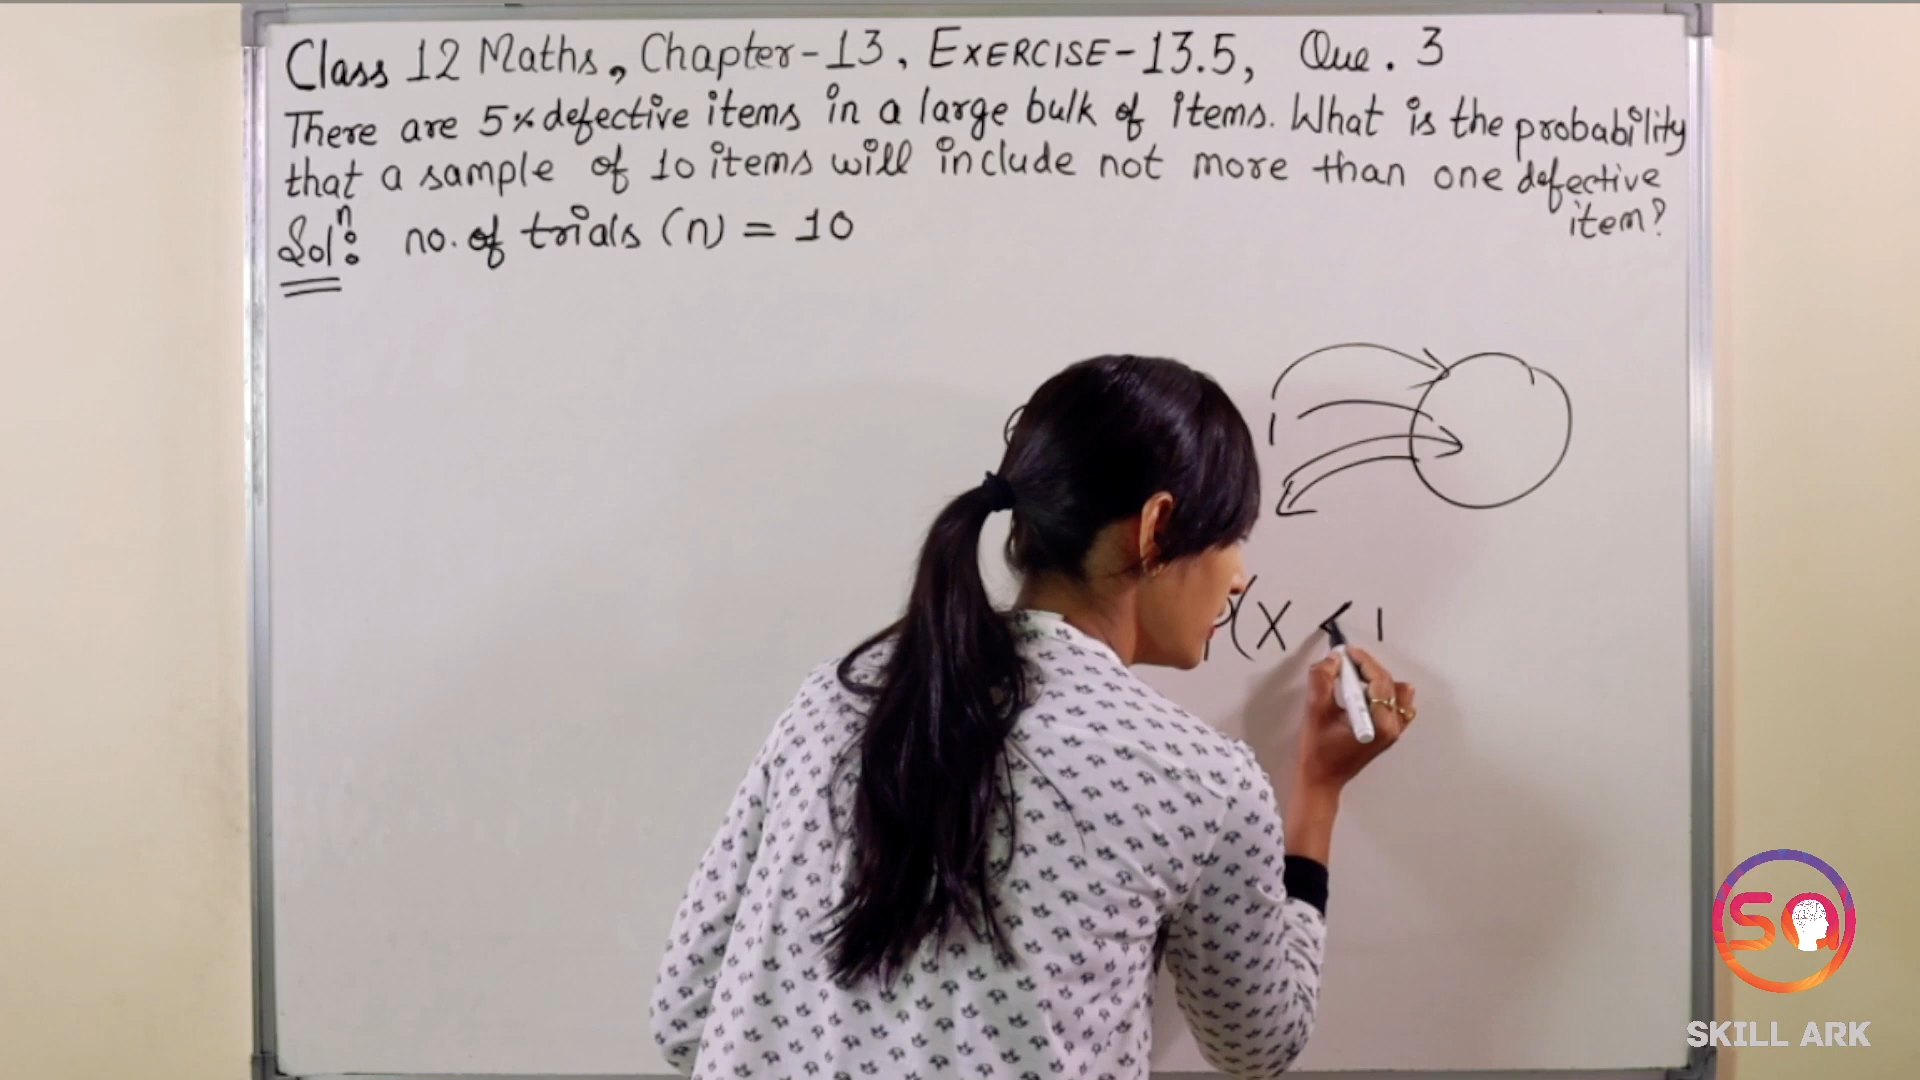 Class 12 Maths, Chapter-13, EXERCISE-13.5, Que. 3
There are 5% defective items in a large bulk of items. What is the probability
that a sample of 10 items will include not more than one defective
item?
Solⁿ: no. of trials (n) = 10
P(X < 1
SA
SKILL ARK